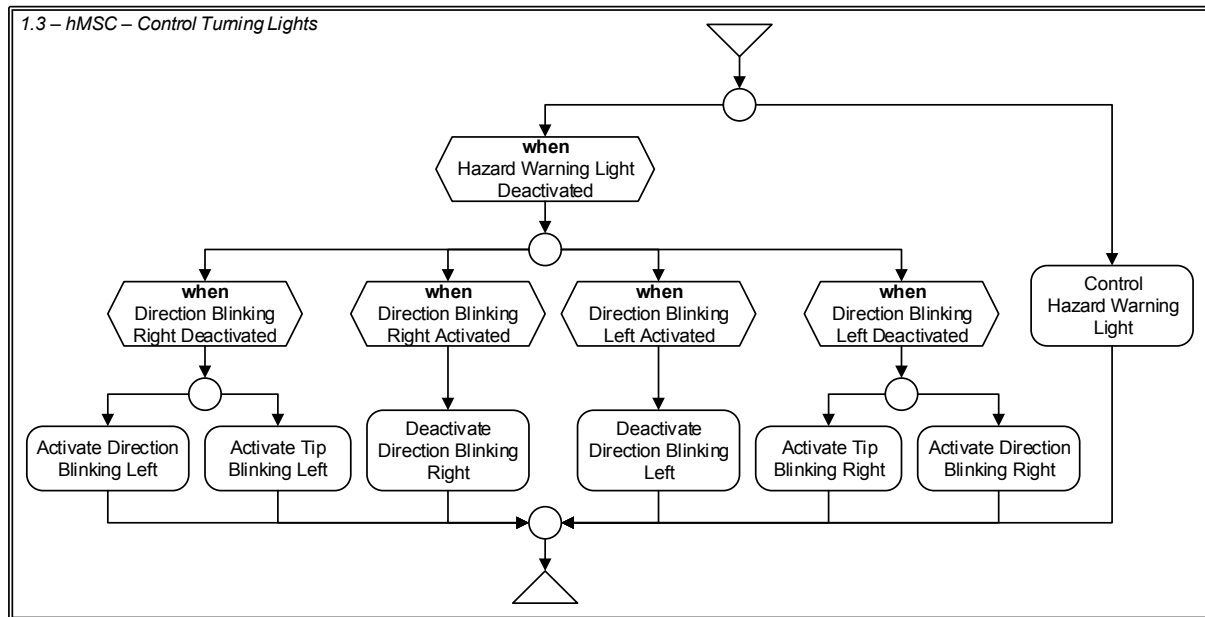 1.3 – hMSC – Control Turning Lights
when
Hazard Warning Light
Deactivated
when
Direction Blinking
Right Deactivated
when
Direction Blinking
Right Activated
when
Direction Blinking
Left Activated
when
Direction Blinking
Left Deactivated
Control
Hazard Warning
Light
Activate Direction
Blinking Left
Activate Tip
Blinking Left
Deactivate
Direction Blinking
Right
Deactivate
Direction Blinking
Left
Activate Tip
Blinking Right
Activate Direction
Blinking Right